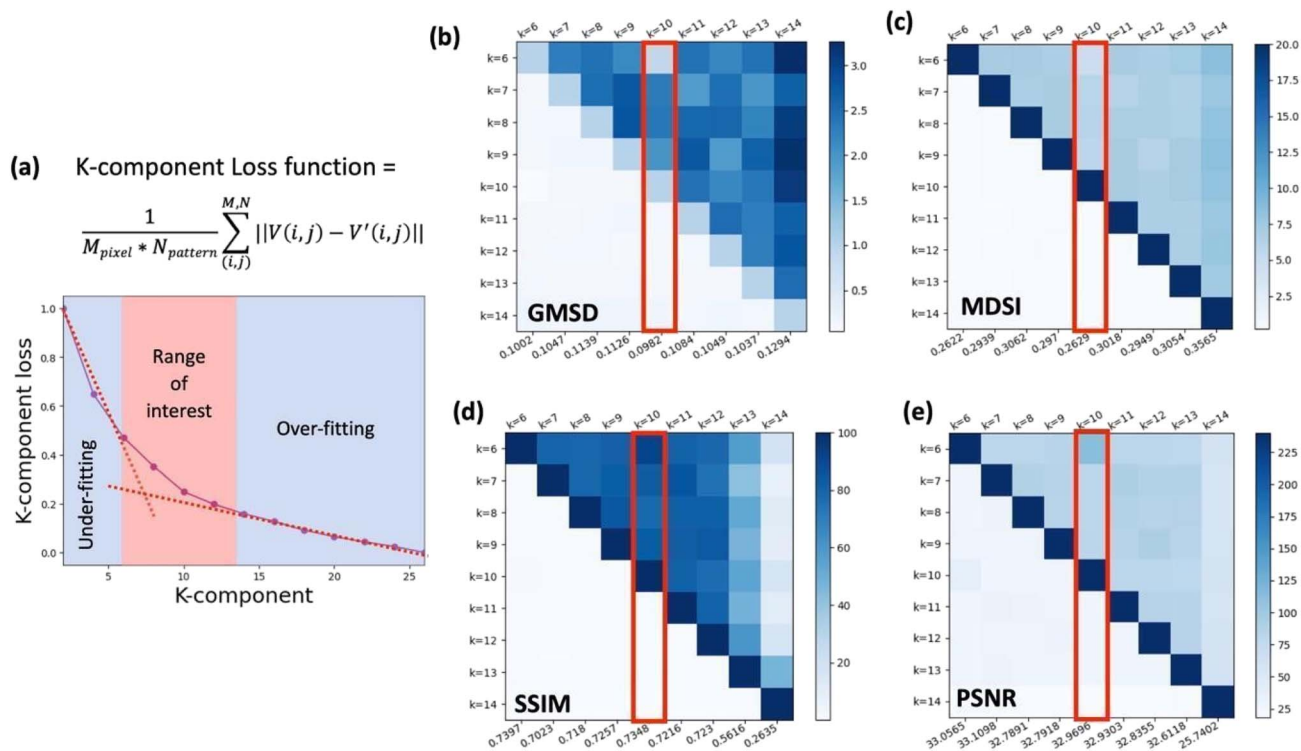 (a) K-component Loss function =
1
M_pixel * N_pattern
M,N
∑
(i,j)
||V(i,j) − V′(i,j)||
1.0
0.8
0.6
0.4
0.2
0.0
K-component loss
Under-fitting
Range
of
interest
Over-fitting
5 10 15 20 25
K-component
(b)
k=6 k=7 k=8 k=9 k=10 k=11 k=12 k=13 k=14
k=6
k=7
k=8
k=9
k=10
k=11
k=12
k=13
k=14
GMSD
0.1002 0.1047 0.1139 0.1126 0.0982 0.1084 0.1049 0.1037 0.1294
3.0
2.5
2.0
1.5
1.0
0.5
(c)
k=6 k=7 k=8 k=9 k=10 k=11 k=12 k=13 k=14
k=6
k=7
k=8
k=9
k=10
k=11
k=12
k=13
k=14
MDSI
0.2622 0.2939 0.3062 0.297 0.2629 0.3018 0.2949 0.3054 0.3565
20.0
17.5
15.0
12.5
10.0
7.5
5.0
2.5
(d)
k=6 k=7 k=8 k=9 k=10 k=11 k=12 k=13 k=14
k=6
k=7
k=8
k=9
k=10
k=11
k=12
k=13
k=14
SSIM
0.7397 0.7023 0.718 0.7257 0.7348 0.7216 0.723 0.5616 0.2635
100
80
60
40
20
(e)
k=6 k=7 k=8 k=9 k=10 k=11 k=12 k=13 k=14
k=6
k=7
k=8
k=9
k=10
k=11
k=12
k=13
k=14
PSNR
33.0565 33.1098 32.7891 32.7918 32.9696 32.9303 32.8355 32.6118
225
200
175
150
125
100
75
50
25